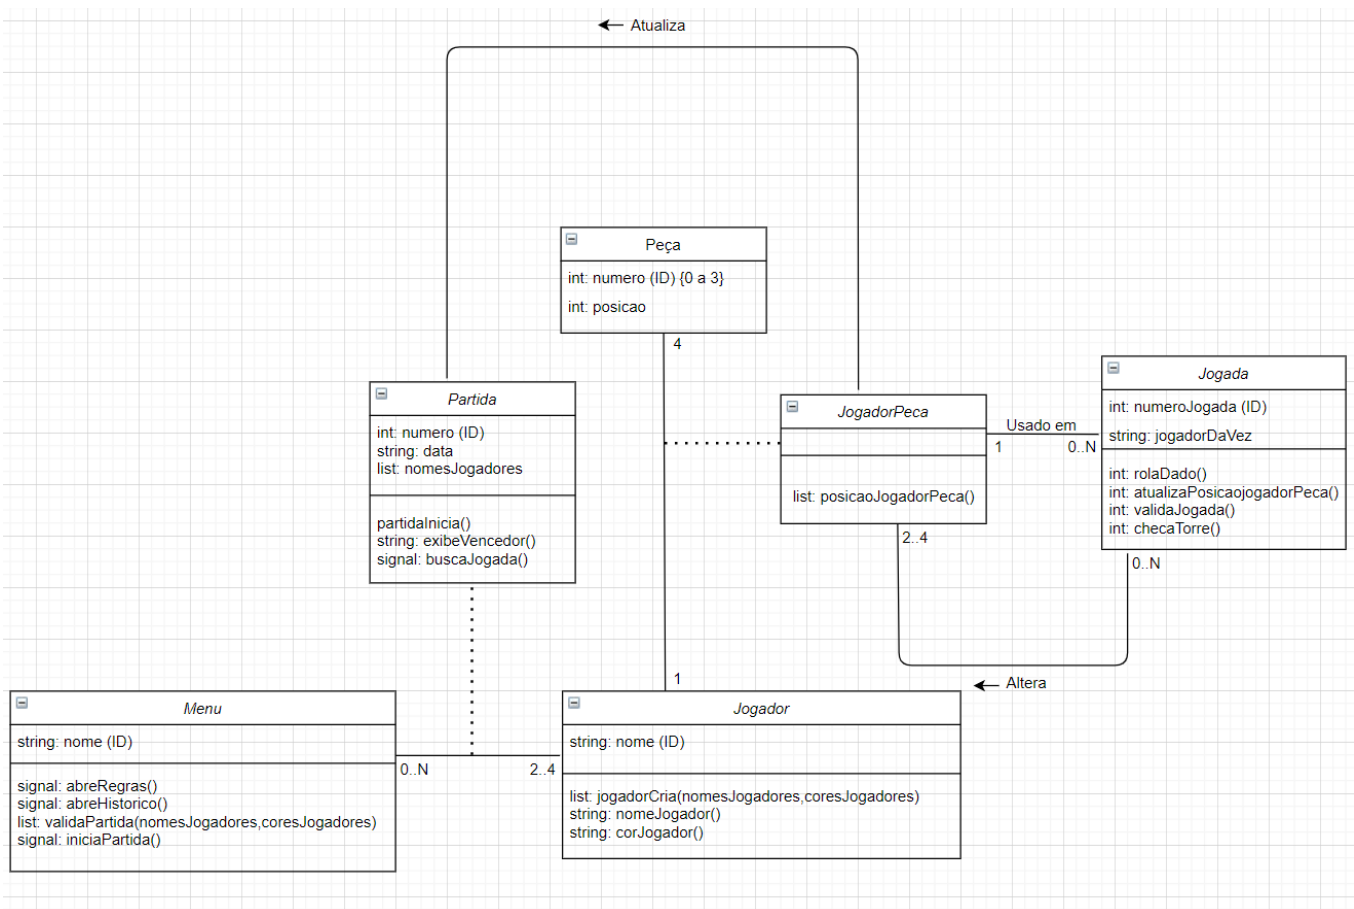 Atualiza
Peça
int: numero (ID) {0 a 3}
int: posicao
4
Partida
int: numero (ID)
string: data
list: nomesJogadores
partidaInicia()
string: exibeVencedor()
signal: buscaJogada()
JogadorPeca
list: posicaoJogadorPeca()
2..4
Usado em
1
0..N
Jogada
int: numeroJogada (ID)
string: jogadorDaVez
int: rolaDado()
int: atualizaPosicaojogadorPeca()
int: validaJogada()
int: checaTorre()
0..N
Altera
1
Menu
string: nome (ID)
signal: abreRegras()
signal: abreHistorico()
list: validaPartida(nomesJogadores,coresJogadores)
signal: iniciaPartida()
0..N
2..4
Jogador
string: nome (ID)
list: jogadorCria(nomesJogadores,coresJogadores)
string: nomeJogador()
string: corJogador()